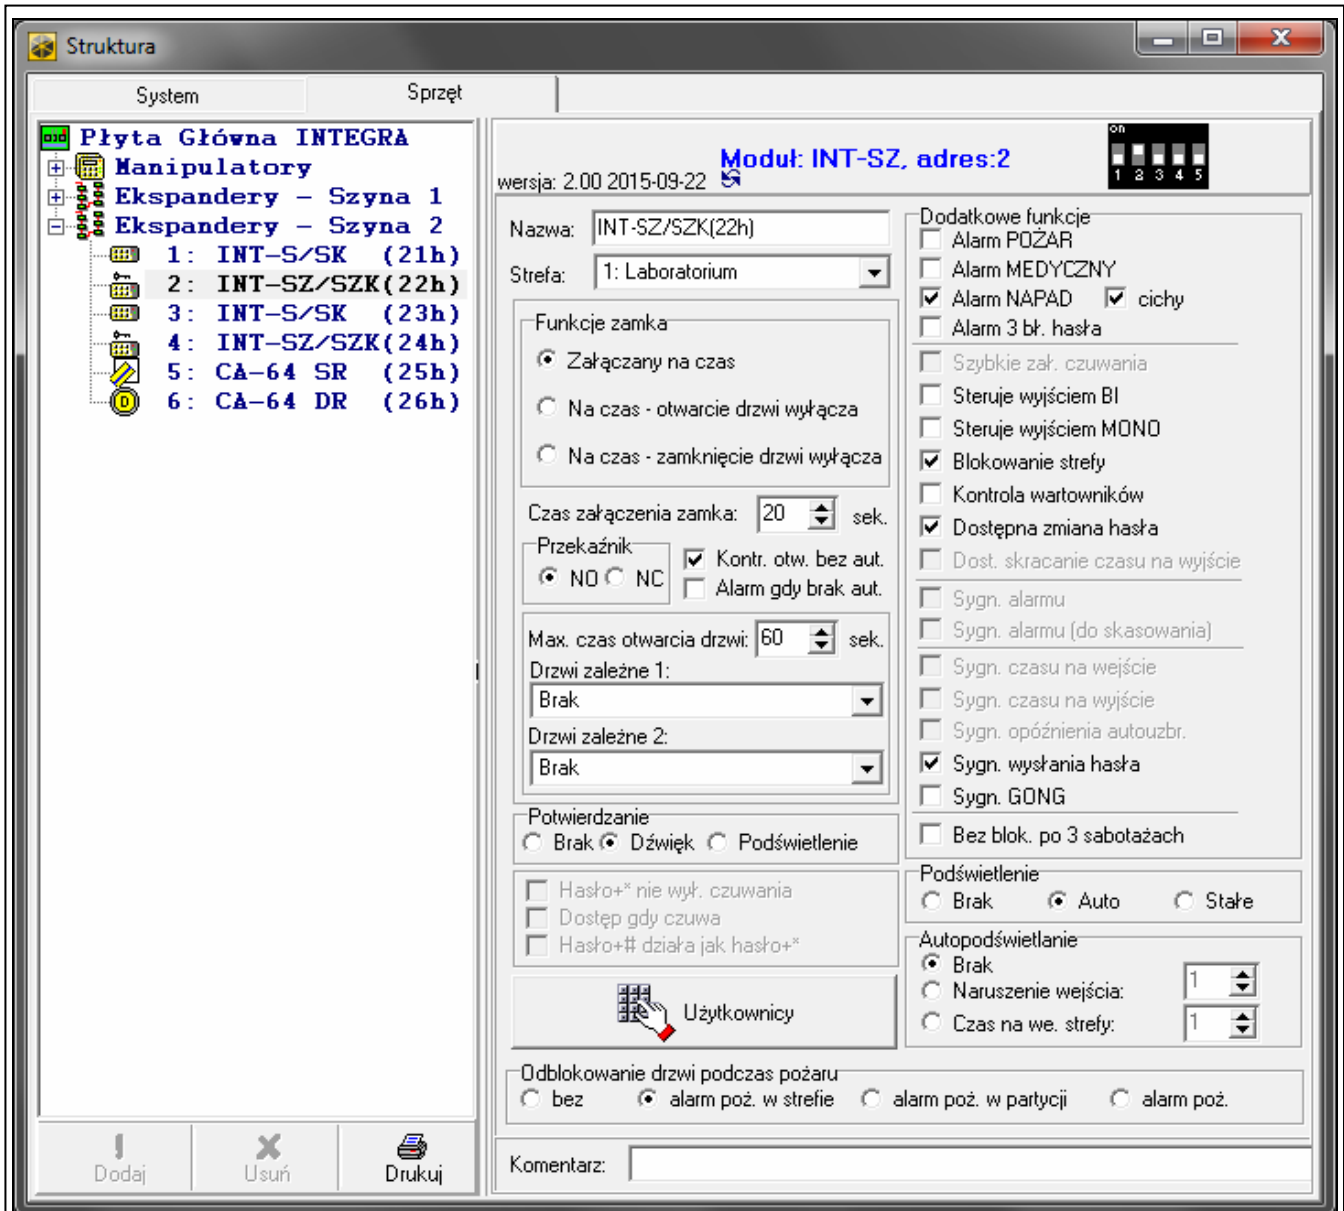 Struktura
System
Sprzęt
Płyta Główna INTEGRA
Manipulatory
Ekspandery – Szyna 1
Ekspandery – Szyna 2
1: INT–S/SK (21h)
2: INT–SZ/SZK(22h)
3: INT–S/SK (23h)
4: INT–SZ/SZK(24h)
5: CA–64 SR (25h)
6: CA–64 DR (26h)
Dodaj
Usuń
Drukuj
Moduł: INT-SZ, adres:2
wersja: 2.00 2015-09-22
on
1 2 3 4 5
Nazwa: INT-SZ/SZK(22h)
Strefa: 1: Laboratorium
Funkcje zamka
Załączany na czas
Na czas - otwarcie drzwi wyłącza
Na czas - zamknięcie drzwi wyłącza
Czas załączenia zamka: 20 sek.
Przekaźnik
NO NC
Kontr. otw. bez aut.
Alarm gdy brak aut.
Max. czas otwarcia drzwi: 60 sek.
Drzwi zależne 1:
Brak
Drzwi zależne 2:
Brak
Potwierdzanie
Brak Dźwięk Podświetlenie
Hasło+* nie wył. czuwania
Dostęp gdy czuwa
Hasło+# działa jak hasło+*
Użytkownicy
Dodatkowe funkcje
Alarm POŻAR
Alarm MEDYCZNY
Alarm NAPAD cichy
Alarm 3 bł. hasła
Szybkie zał. czuwania
Steruje wyjściem BI
Steruje wyjściem MONO
Blokowanie strefy
Kontrola wartowników
Dostępna zmiana hasła
Dost. skracanie czasu na wyjście
Sygn. alarmu
Sygn. alarmu (do skasowania)
Sygn. czasu na wejście
Sygn. czasu na wyjście
Sygn. opóźnienia autouzbr.
Sygn. wysłania hasła
Sygn. GONG
Bez blok. po 3 sabotażach
Podświetlenie
Brak Auto Stałe
Autopodświetlanie
Brak
Naruszenie wejścia: 1
Czas na we. strefy: 1
Odblokowanie drzwi podczas pożaru
bez alarm poż. w strefie alarm poż. w partycji alarm poż.
Komentarz: